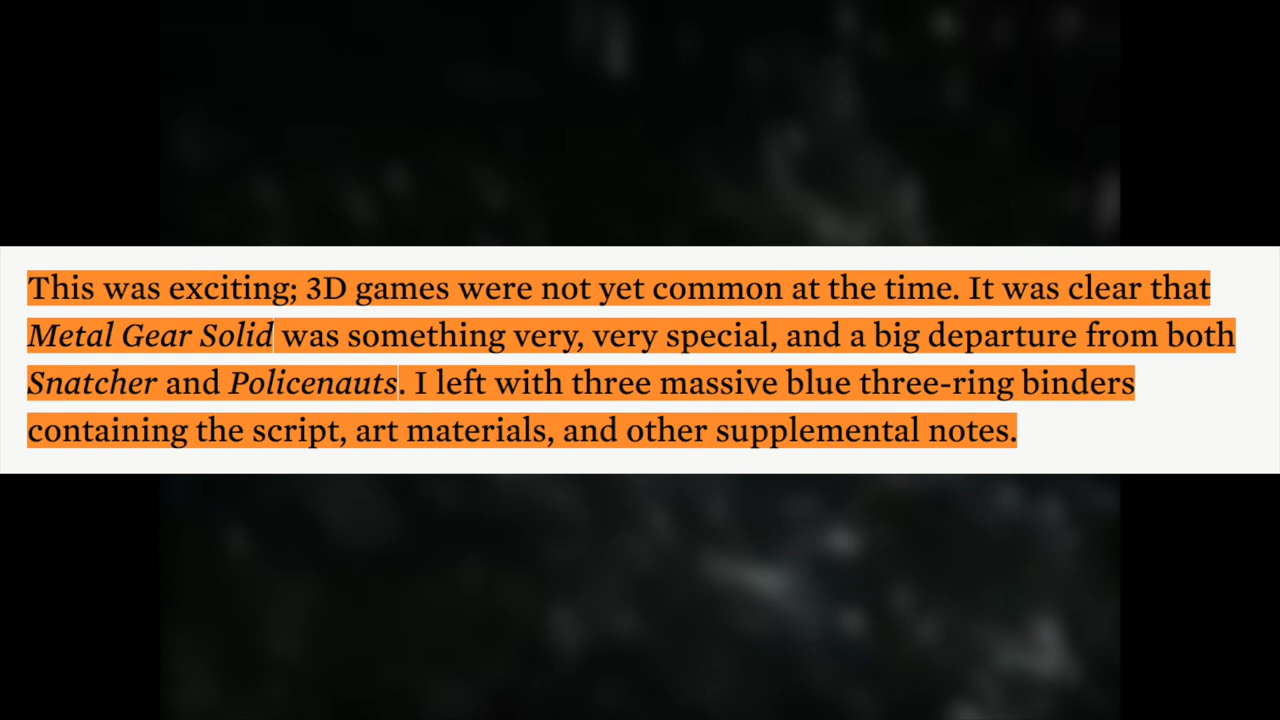 This was exciting; 3D games were not yet common at the time. It was clear that
Metal Gear Solid was something very, very special, and a big departure from both
Snatcher and Policenauts. I left with three massive blue three-ring binders
containing the script, art materials, and other supplemental notes.